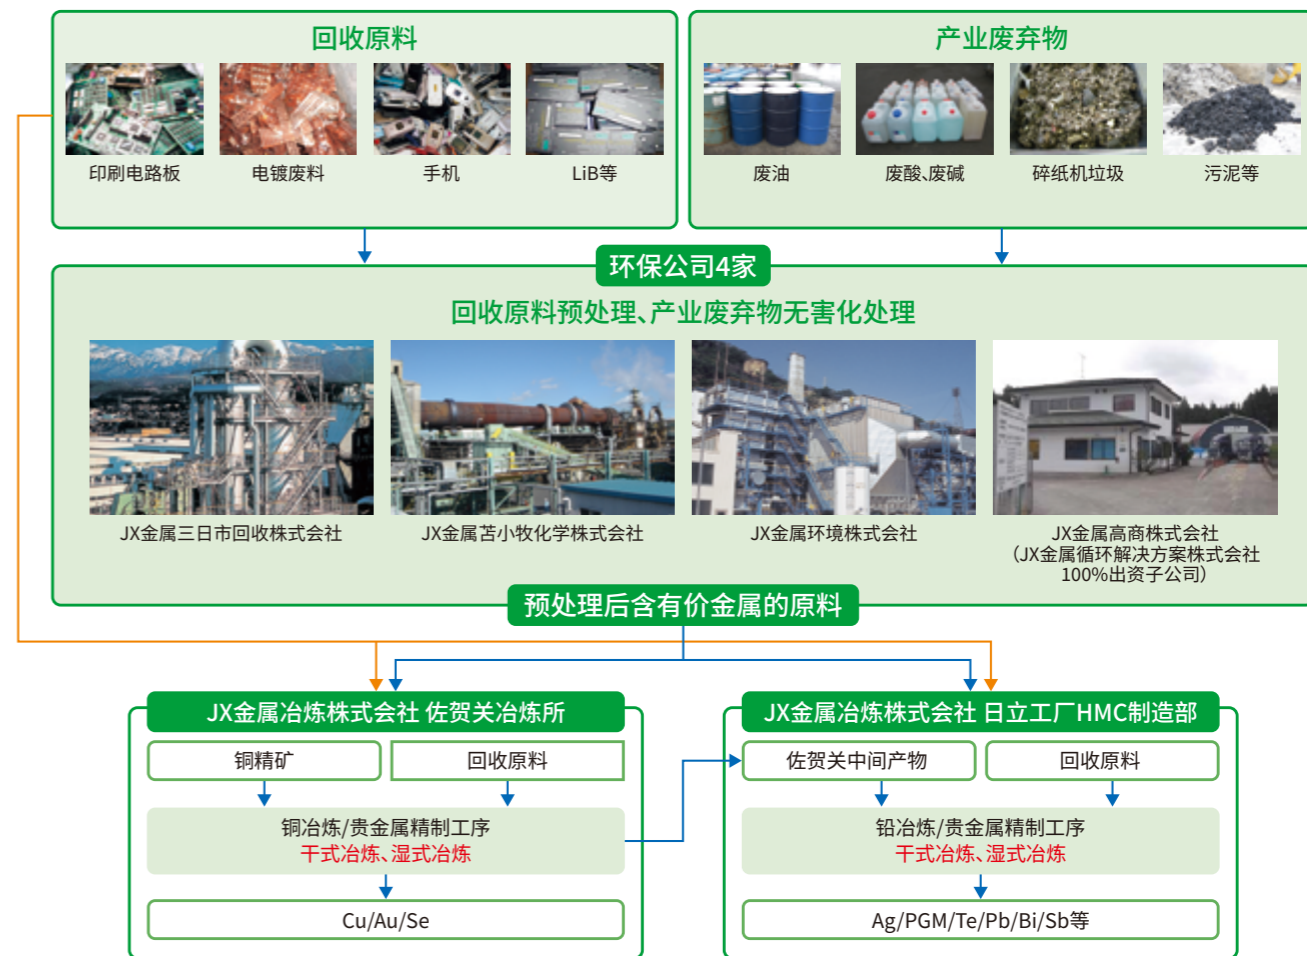 回收原料
印刷电路板
电镀废料
手机
LiB等
产业废弃物
废油
废酸、废碱
碎纸机垃圾
污泥等
环保公司4家
回收原料预处理、产业废弃物无害化处理
JX金属三日市回收株式会社
JX金属苫小牧化学株式会社
JX金属环境株式会社
JX金属高商株式会社
（JX金属循环解决方案株式会社
100%出资子公司）
预处理后含有价金属的原料
JX金属冶炼株式会社 佐贺关冶炼所
铜精矿
回收原料
铜冶炼/贵金属精制工序
干式冶炼、湿式冶炼
Cu/Au/Se
JX金属冶炼株式会社 日立工厂HMC制造部
佐贺关中间产物
回收原料
铅冶炼/贵金属精制工序
干式冶炼、湿式冶炼
Ag/PGM/Te/Pb/Bi/Sb等